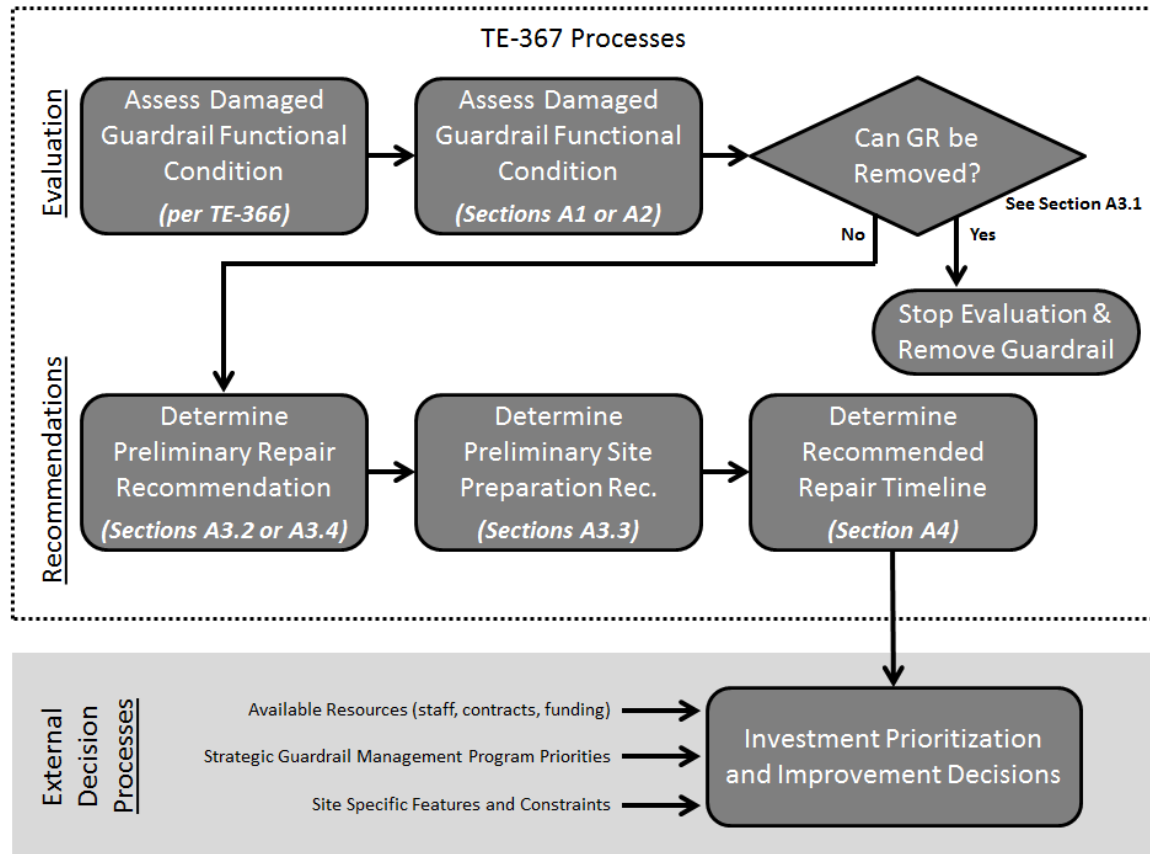 TE-367 Processes
Evaluation
Assess Damaged
Guardrail Functional
Condition
(per TE-366)
Assess Damaged
Guardrail Functional
Condition
(Sections A1 or A2)
Can GR be
Removed?
See Section A3.1
No
Yes
Stop Evaluation &
Remove Guardrail
Recommendations
Determine
Preliminary Repair
Recommendation
(Sections A3.2 or A3.4)
Determine
Preliminary Site
Preparation Rec.
(Sections A3.3)
Determine
Recommended
Repair Timeline
(Section A4)
External
Decision
Processes
Available Resources (staff, contracts, funding)
Strategic Guardrail Management Program Priorities
Site Specific Features and Constraints
Investment Prioritization
and Improvement Decisions